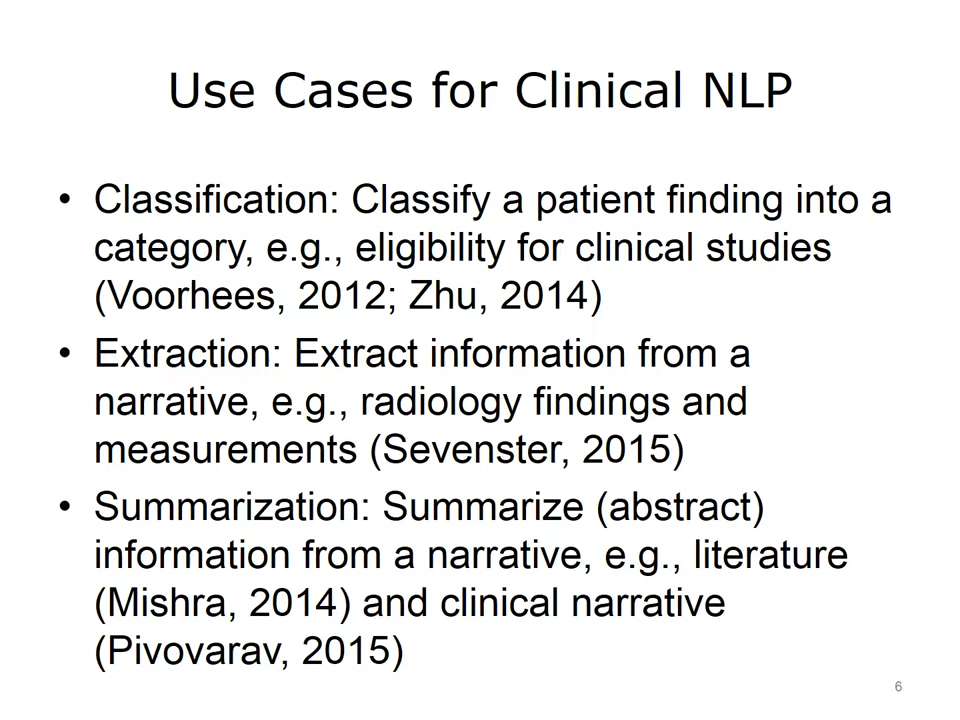 Use Cases for Clinical NLP
• Classification: Classify a patient finding into a
category, e.g., eligibility for clinical studies
(Voorhees, 2012; Zhu, 2014)
• Extraction: Extract information from a
narrative, e.g., radiology findings and
measurements (Sevenster, 2015)
• Summarization: Summarize (abstract)
information from a narrative, e.g., literature
(Mishra, 2014) and clinical narrative
(Pivovarav, 2015)
6